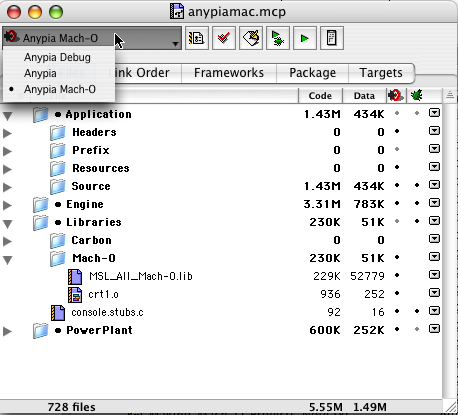 anypiamac.mcp
Anypia Mach-O
Anypia Debug
Anypia
Anypia Mach-O
Link Order Frameworks Package Targets
Code Data
Application 1.43M 434K
Headers 0 0
Prefix 0 0
Resources 0 0
Source 1.43M 434K
Engine 3.31M 783K
Libraries 230K 51K
Carbon 0 0
Mach-O 230K 51K
MSL_All_Mach-O.lib 229K 52779
crt1.o 936 252
console.stubs.c 92 16
PowerPlant 600K 252K
728 files 5.55M 1.49M